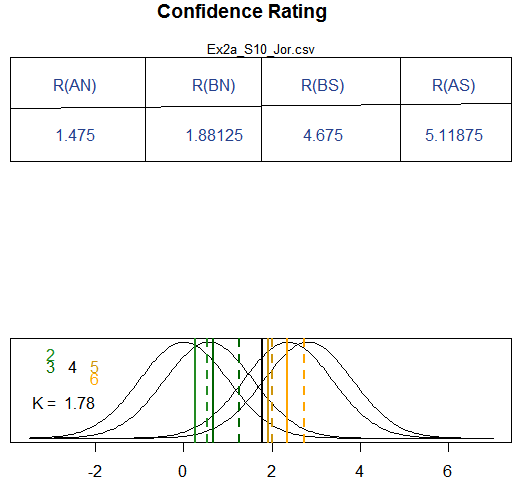 Confidence Rating
Ex2a_S10_Jor.csv
R(AN) R(BN) R(BS) R(AS)
1.475 1.88125 4.675 5.11875
2
3 4 5
6
K = 1.78
-2 0 2 4 6